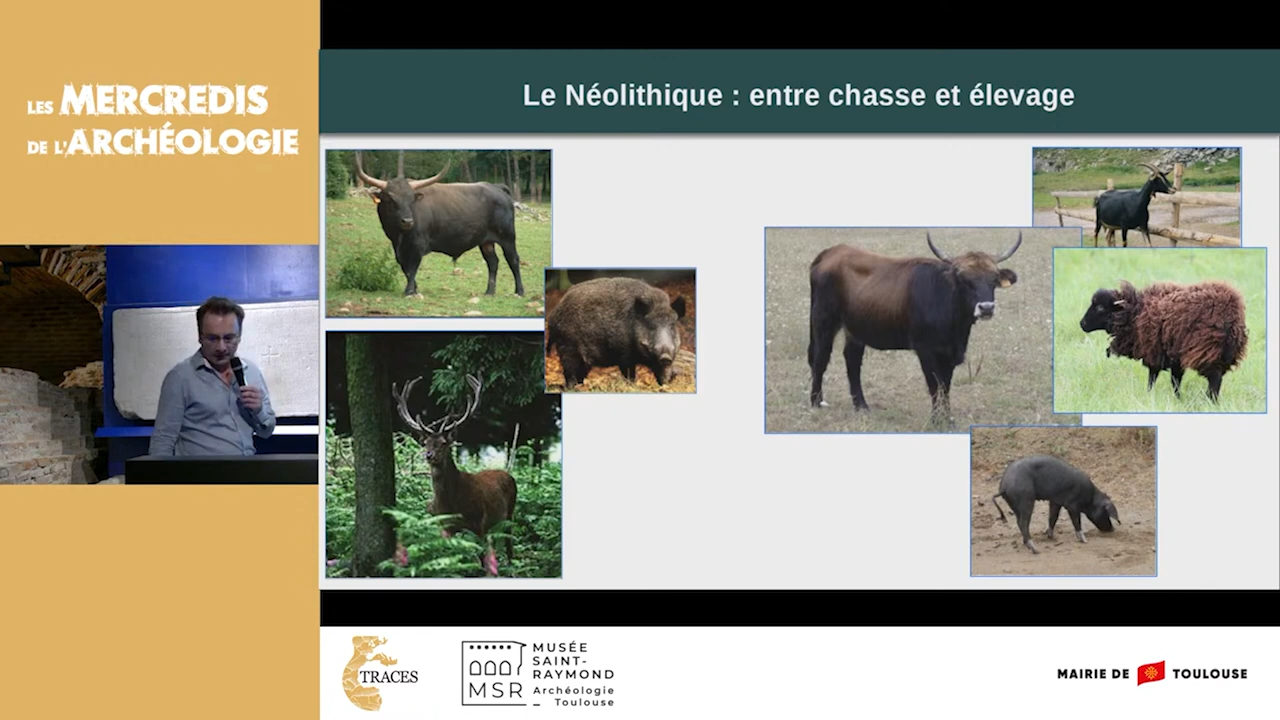 LES MERCREDIS
DE L'ARCHÉOLOGIE
Le Néolithique : entre chasse et élevage
TRACES
MSR
MUSÉE
SAINT-
RAYMOND
Archéologie
Toulouse
MAIRIE DE TOULOUSE